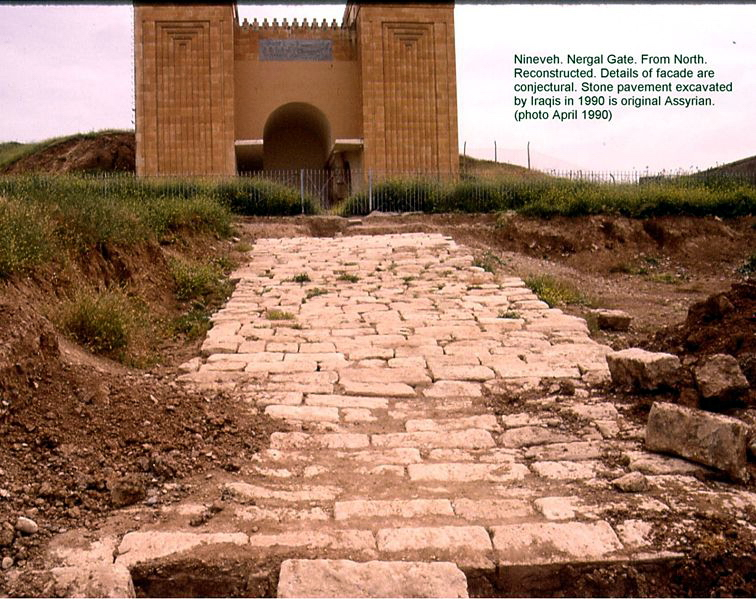 Nineveh. Nergal Gate. From North.
Reconstructed. Details of facade are
conjectural. Stone pavement excavated
by Iraqis in 1990 is original Assyrian.
(photo April 1990)